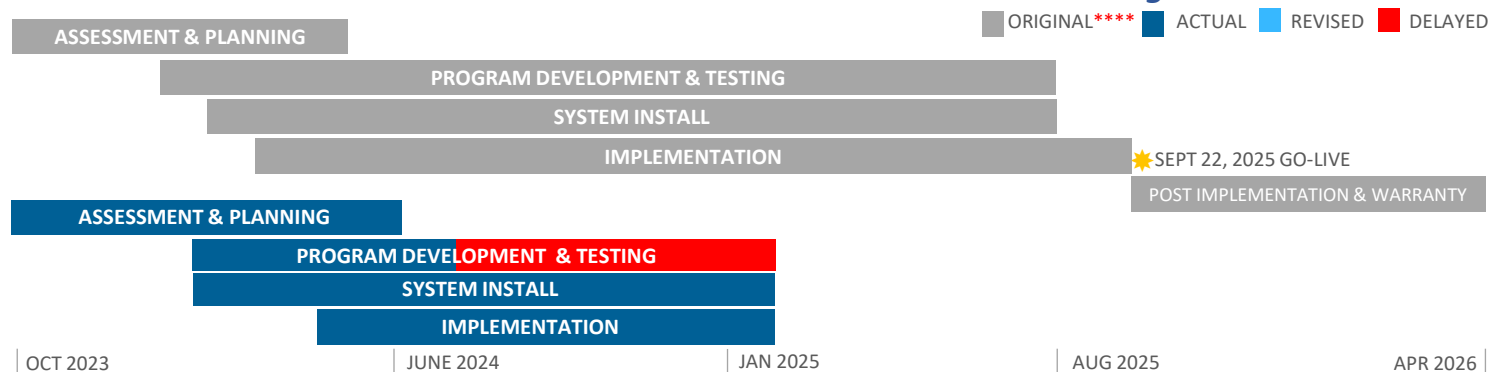 ORIGINAL**** ACTUAL REVISED DELAYED
ASSESSMENT & PLANNING
PROGRAM DEVELOPMENT & TESTING
SYSTEM INSTALL
IMPLEMENTATION
SEPT 22, 2025 GO-LIVE
POST IMPLEMENTATION & WARRANTY
ASSESSMENT & PLANNING
PROGRAM DEVELOPMENT & TESTING
SYSTEM INSTALL
IMPLEMENTATION
OCT 2023 JUNE 2024 JAN 2025 AUG 2025 APR 2026